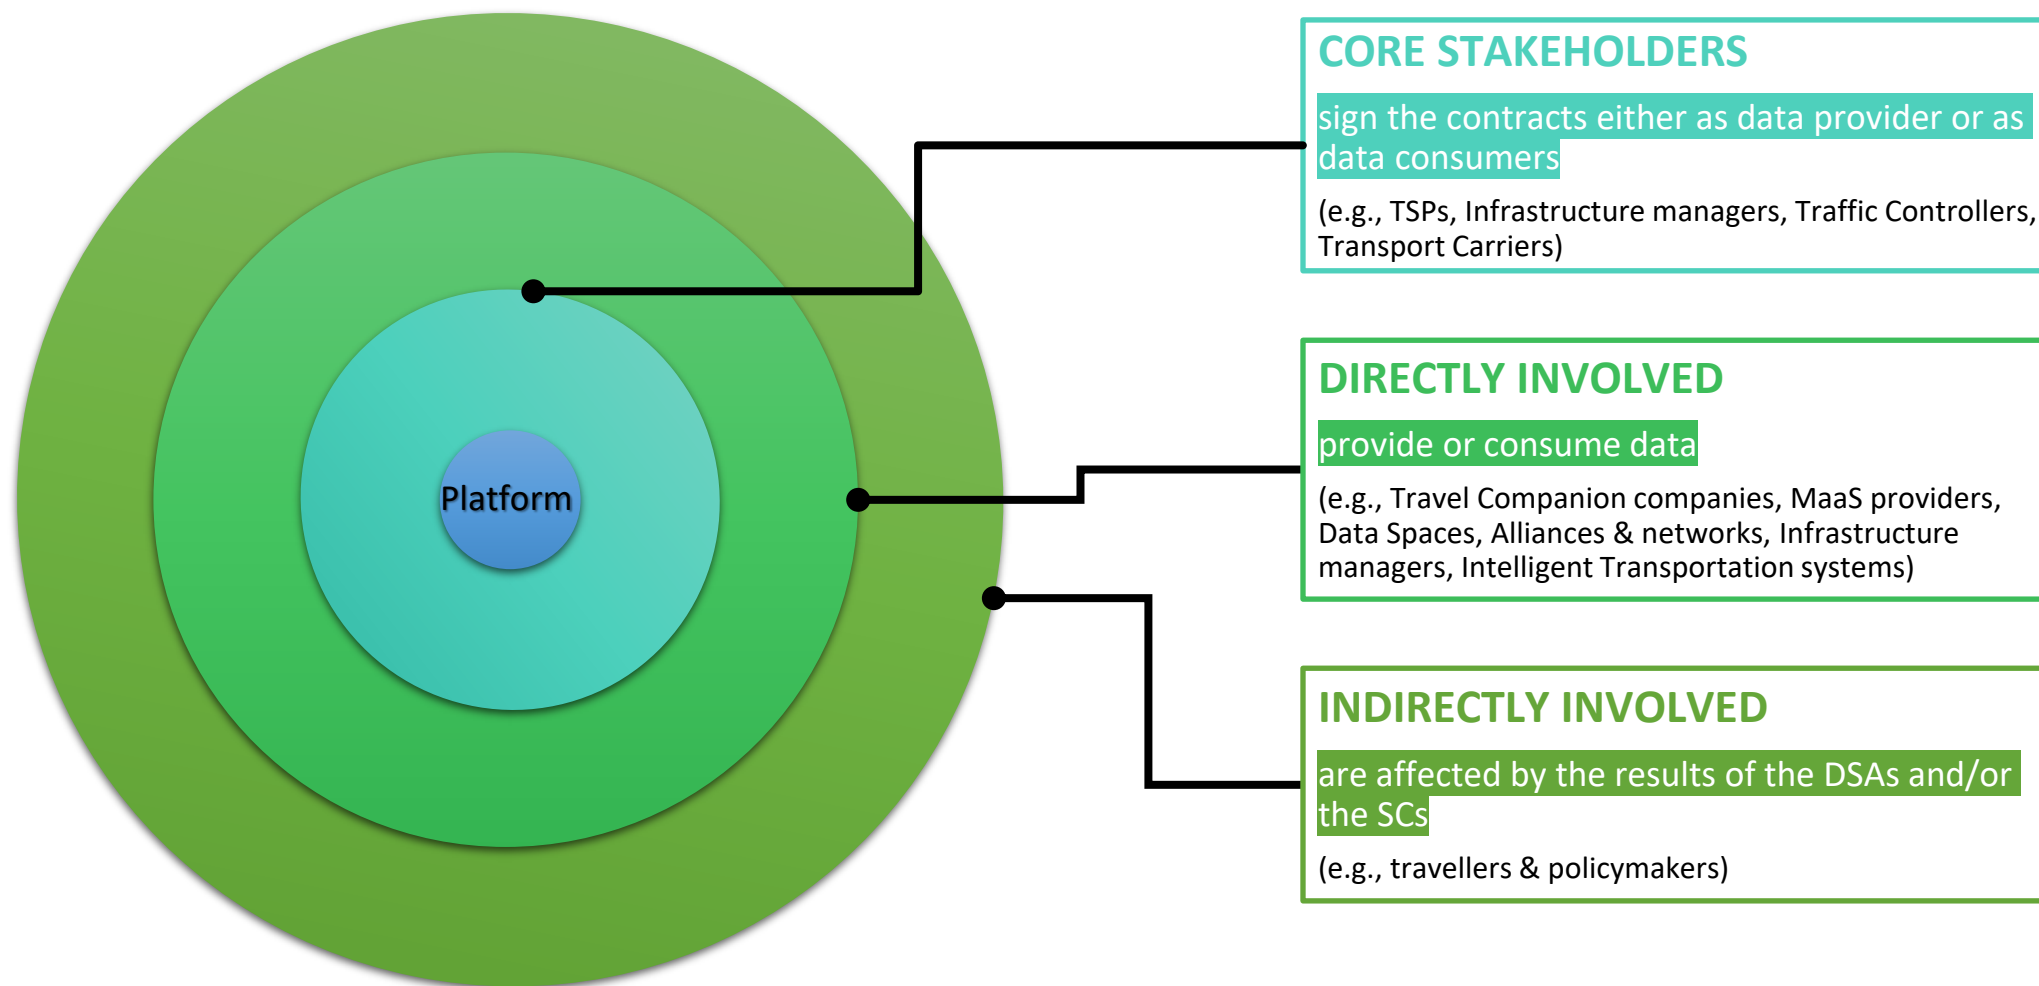 Platform
CORE STAKEHOLDERS
sign the contracts either as data provider or as
data consumers
(e.g., TSPs, Infrastructure managers, Traffic Controllers,
Transport Carriers)
DIRECTLY INVOLVED
provide or consume data
(e.g., Travel Companion companies, MaaS providers,
Data Spaces, Alliances & networks, Infrastructure
managers, Intelligent Transportation systems)
INDIRECTLY INVOLVED
are affected by the results of the DSAs and/or
the SCs
(e.g., travellers & policymakers)